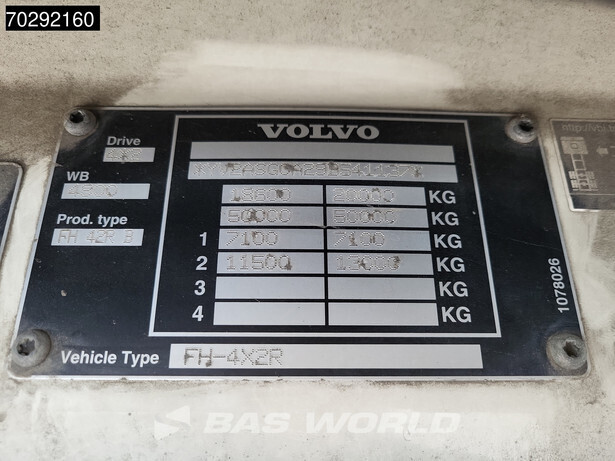 70292160
VOLVO
Drive
WB
Prod. type
FH 42R B
18600 20000 KG
50000 50000 KG
1 7100 7100 KG
2 11500 12000 KG
3 KG
4 KG
Vehicle Type FH-4X2R
1078026
BAS WORLD